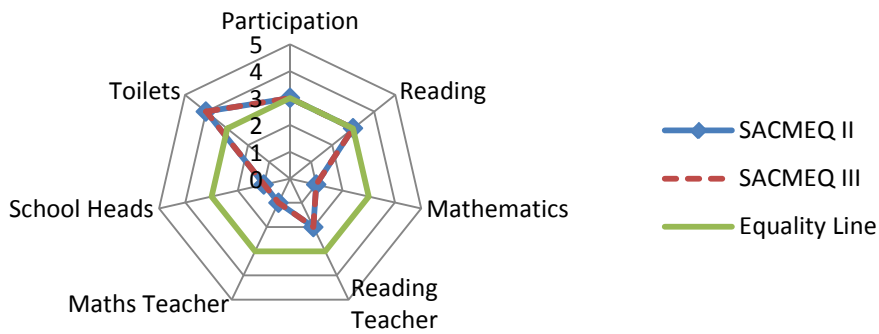 Participation
5
4
3
2
1
0
Toilets
Reading
School Heads
Mathematics
Maths Teacher
Reading
Teacher
SACMEQ II
SACMEQ III
Equality Line